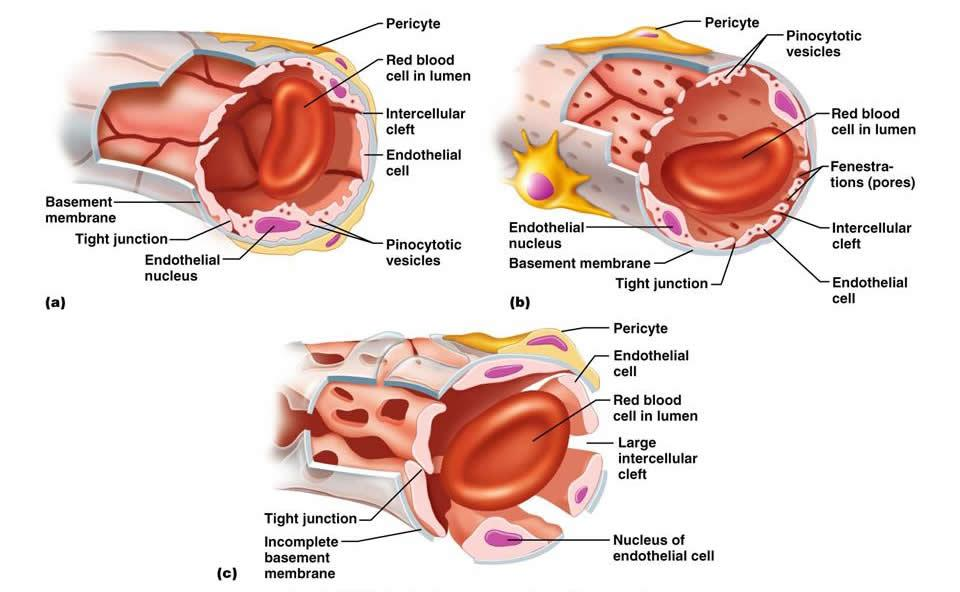 Pericyte
Red blood
cell in lumen
Intercellular
cleft
Endothelial
cell
Basement
membrane
Tight junction
Endothelial
nucleus
Pinocytotic
vesicles
(a)
Pericyte
Pinocytotic
vesicles
Red blood
cell in lumen
Fenestra-
tions (pores)
Intercellular
cleft
Endothelial
cell
Endothelial
nucleus
Basement membrane
Tight junction
(b)
Pericyte
Endothelial
cell
Red blood
cell in lumen
Large
intercellular
cleft
Nucleus of
endothelial cell
Tight junction
Incomplete
basement
membrane
(c)